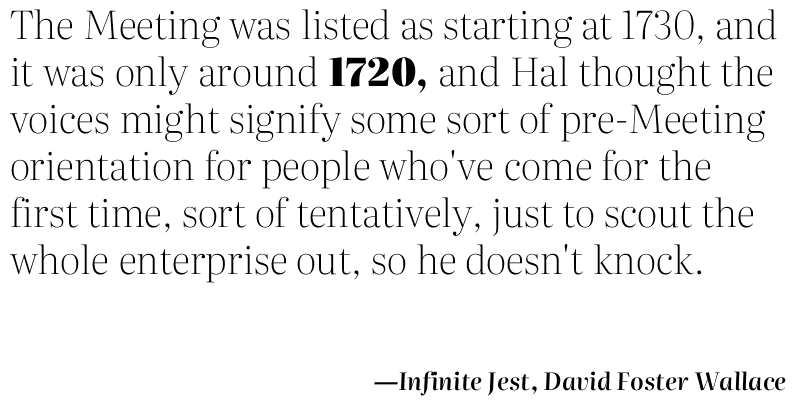 The Meeting was listed as starting at 1730, and
it was only around 1720, and Hal thought the
voices might signify some sort of pre-Meeting
orientation for people who've come for the
first time, sort of tentatively, just to scout the
whole enterprise out, so he doesn't knock.
—Infinite Jest, David Foster Wallace